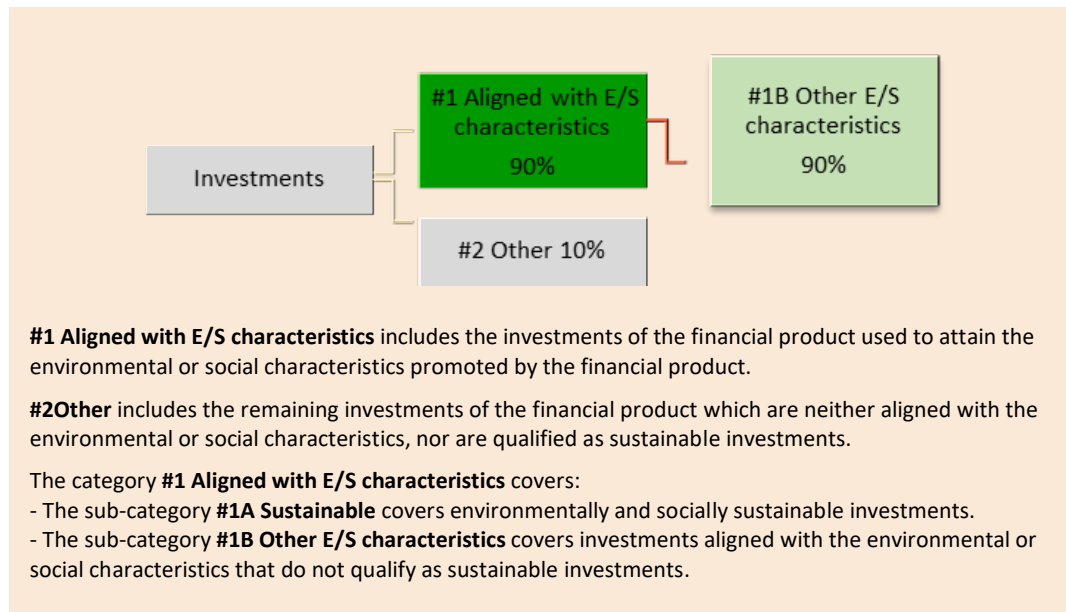 #1 Aligned with E/S
characteristics
90%
#1B Other E/S
characteristics
90%
Investments
#2 Other 10%
#1 Aligned with E/S characteristics includes the investments of the financial product used to attain the
environmental or social characteristics promoted by the financial product.
#2Other includes the remaining investments of the financial product which are neither aligned with the
environmental or social characteristics, nor are qualified as sustainable investments.
The category #1 Aligned with E/S characteristics covers:
- The sub-category #1A Sustainable covers environmentally and socially sustainable investments.
- The sub-category #1B Other E/S characteristics covers investments aligned with the environmental or
social characteristics that do not qualify as sustainable investments.